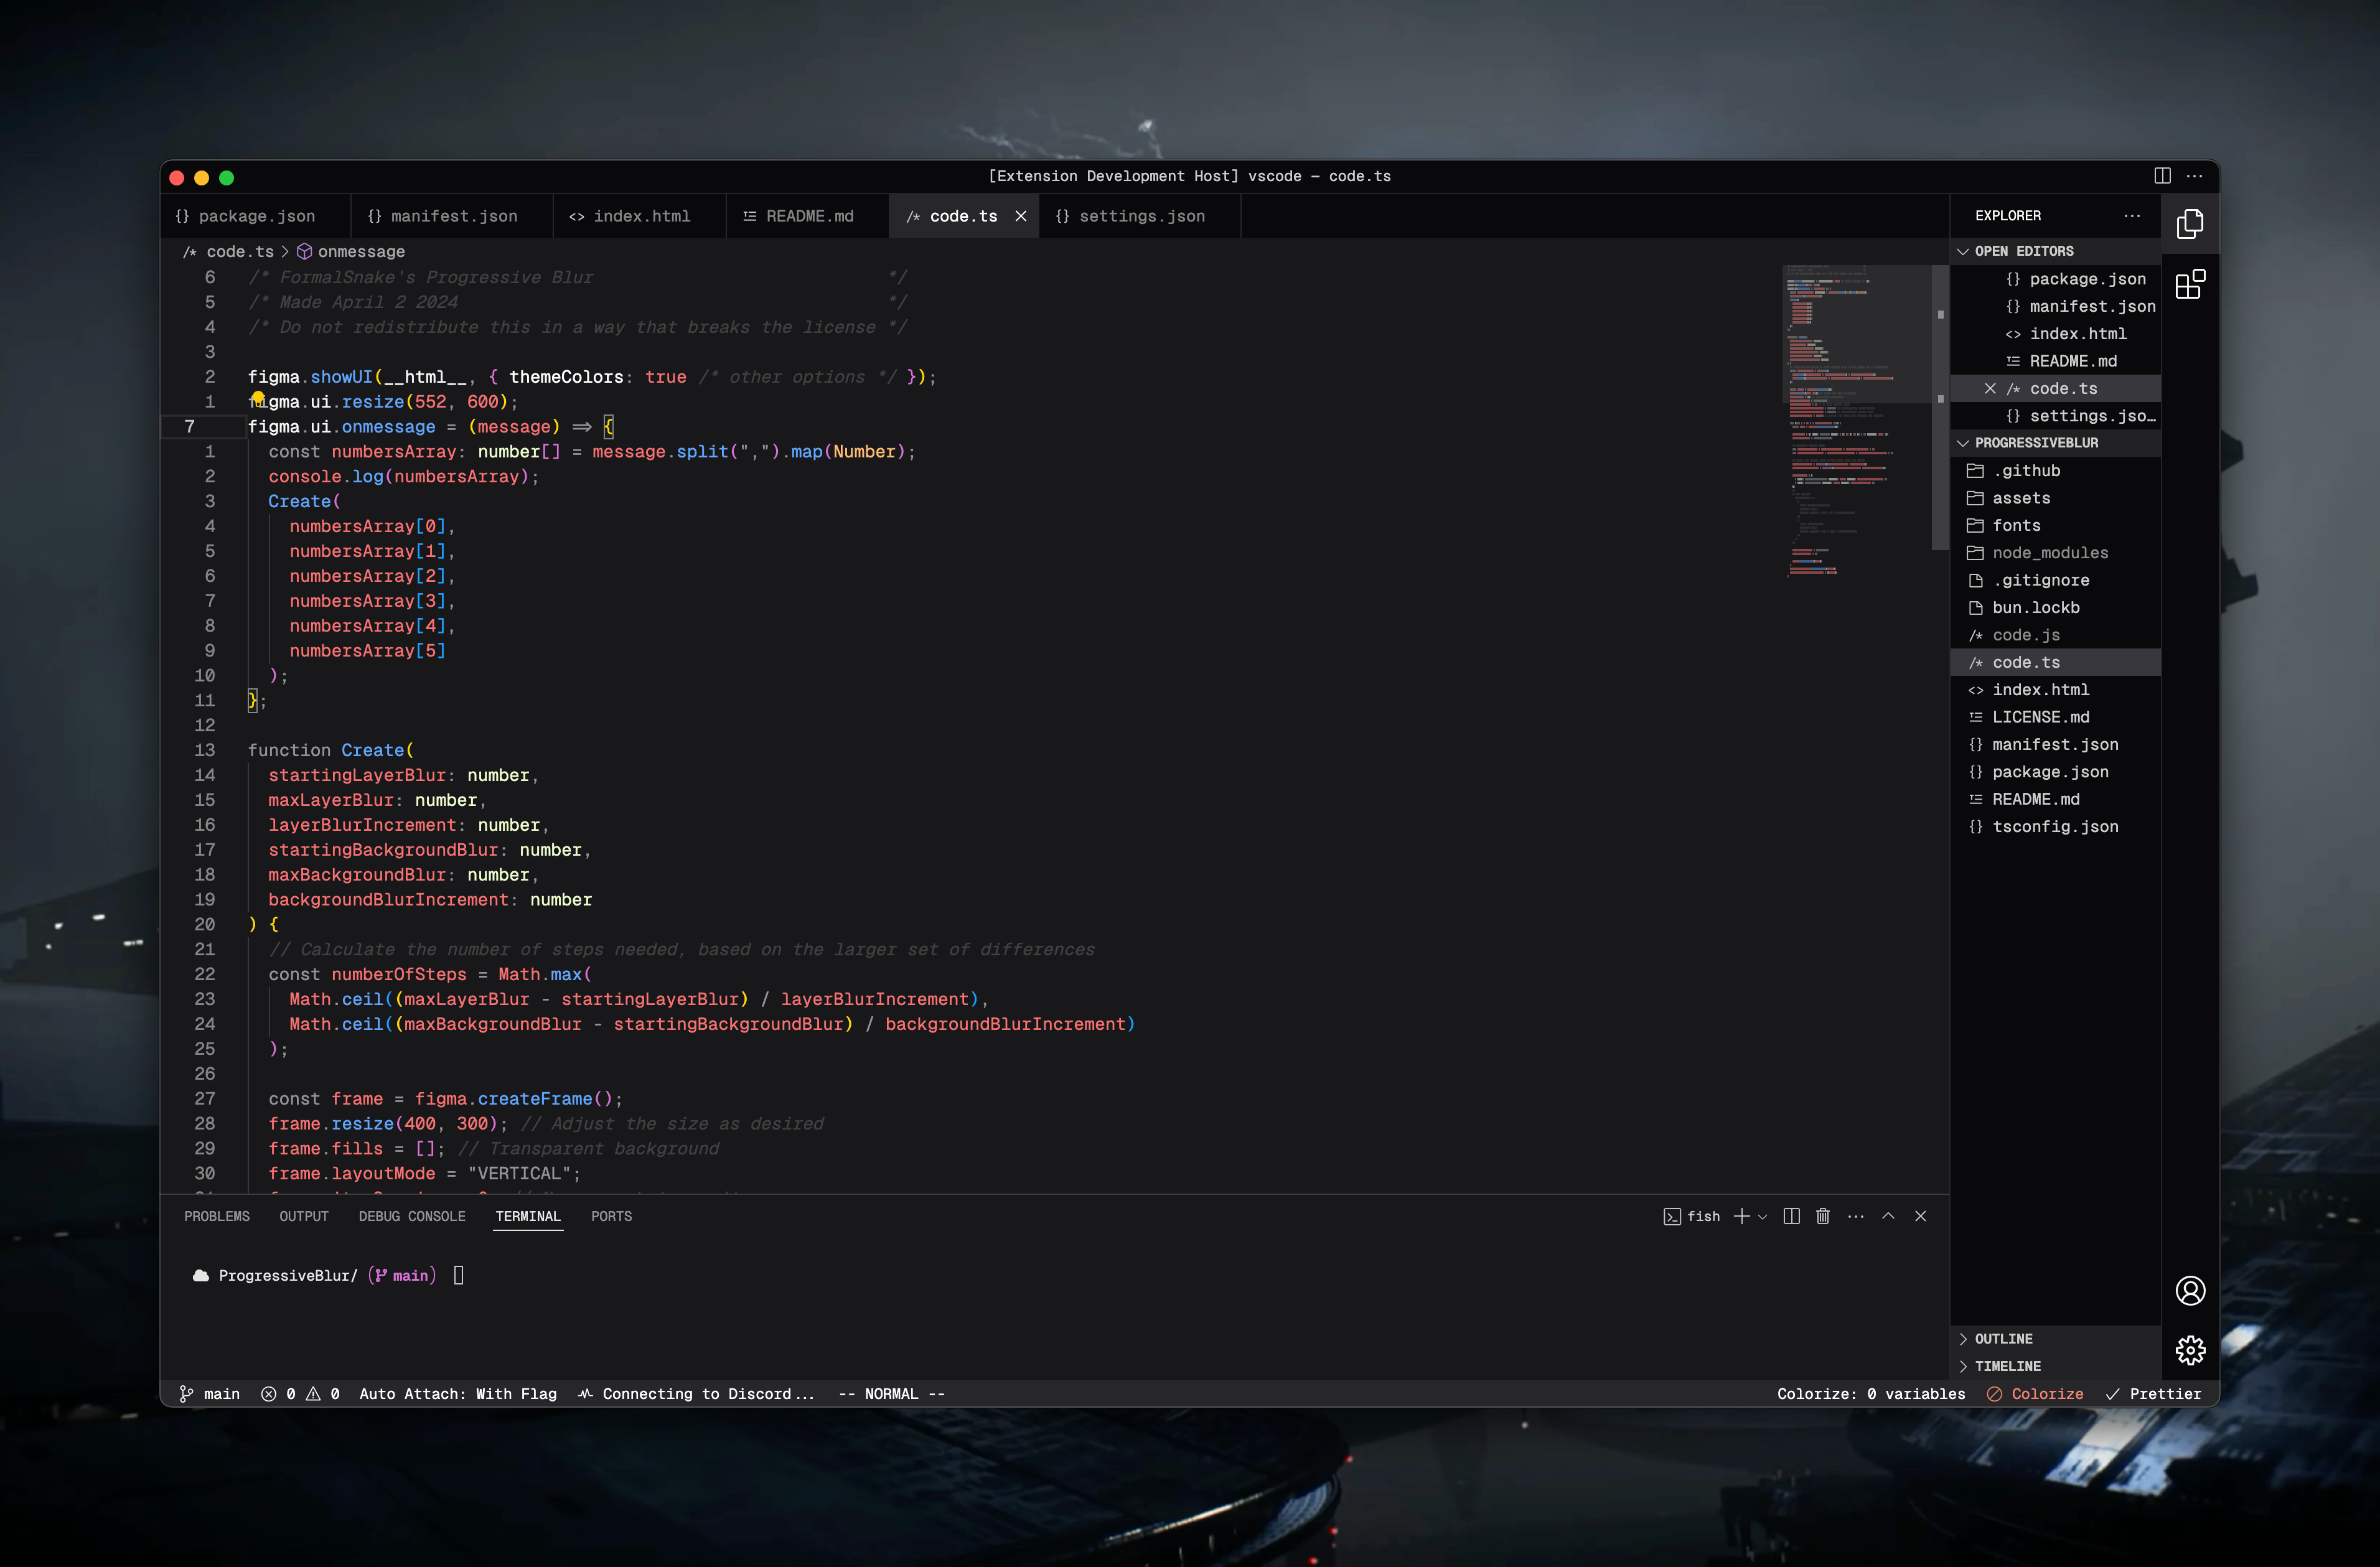 [Extension Development Host] vscode — code.ts
{} package.json
{} manifest.json
<> index.html
README.md
/* code.ts
{} settings.json
/* code.ts > onmessage
6 /* FormalSnake's Progressive Blur */
5 /* Made April 2 2024 */
4 /* Do not redistribute this in a way that breaks the license */
3
2 figma.showUI(__html__, { themeColors: true /* other options */ });
1 figma.ui.resize(552, 600);
7 figma.ui.onmessage = (message) => {
1 const numbersArray: number[] = message.split(",").map(Number);
2 console.log(numbersArray);
3 Create(
4 numbersArray[0],
5 numbersArray[1],
6 numbersArray[2],
7 numbersArray[3],
8 numbersArray[4],
9 numbersArray[5]
10 );
11 };
12
13 function Create(
14 startingLayerBlur: number,
15 maxLayerBlur: number,
16 layerBlurIncrement: number,
17 startingBackgroundBlur: number,
18 maxBackgroundBlur: number,
19 backgroundBlurIncrement: number
20 ) {
21 // Calculate the number of steps needed, based on the larger set of differences
22 const numberOfSteps = Math.max(
23 Math.ceil((maxLayerBlur - startingLayerBlur) / layerBlurIncrement),
24 Math.ceil((maxBackgroundBlur - startingBackgroundBlur) / backgroundBlurIncrement)
25 );
26
27 const frame = figma.createFrame();
28 frame.resize(400, 300); // Adjust the size as desired
29 frame.fills = []; // Transparent background
30 frame.layoutMode = "VERTICAL";
EXPLORER
OPEN EDITORS
{} package.json
{} manifest.json
<> index.html
README.md
/* code.ts
{} settings.jso...
PROGRESSIVEBLUR
.github
assets
fonts
node_modules
.gitignore
bun.lockb
/* code.js
/* code.ts
<> index.html
LICENSE.md
{} manifest.json
{} package.json
README.md
{} tsconfig.json
OUTLINE
TIMELINE
PROBLEMS
OUTPUT
DEBUG CONSOLE
TERMINAL
PORTS
fish
ProgressiveBlur/ (main)
main
0 0
Auto Attach: With Flag
Connecting to Discord...
-- NORMAL --
Colorize: 0 variables
Colorize
Prettier